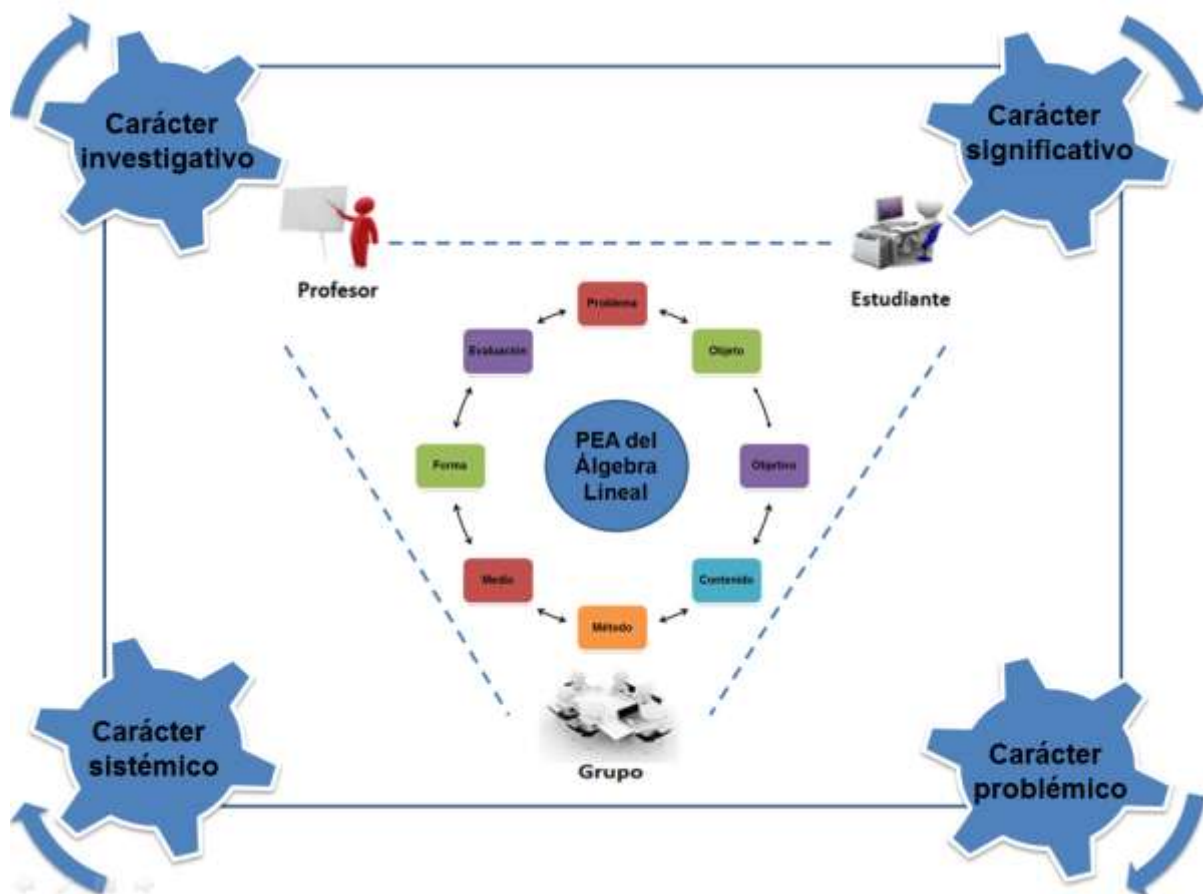 Carácter
investigativo
Carácter
significativo
Profesor
Estudiante
Problema
Evaluación
Objeto
PEA del
Álgebra
Lineal
Forma
Objetivo
Medio
Contenido
Método
Grupo
Carácter
sistémico
Carácter
problémico